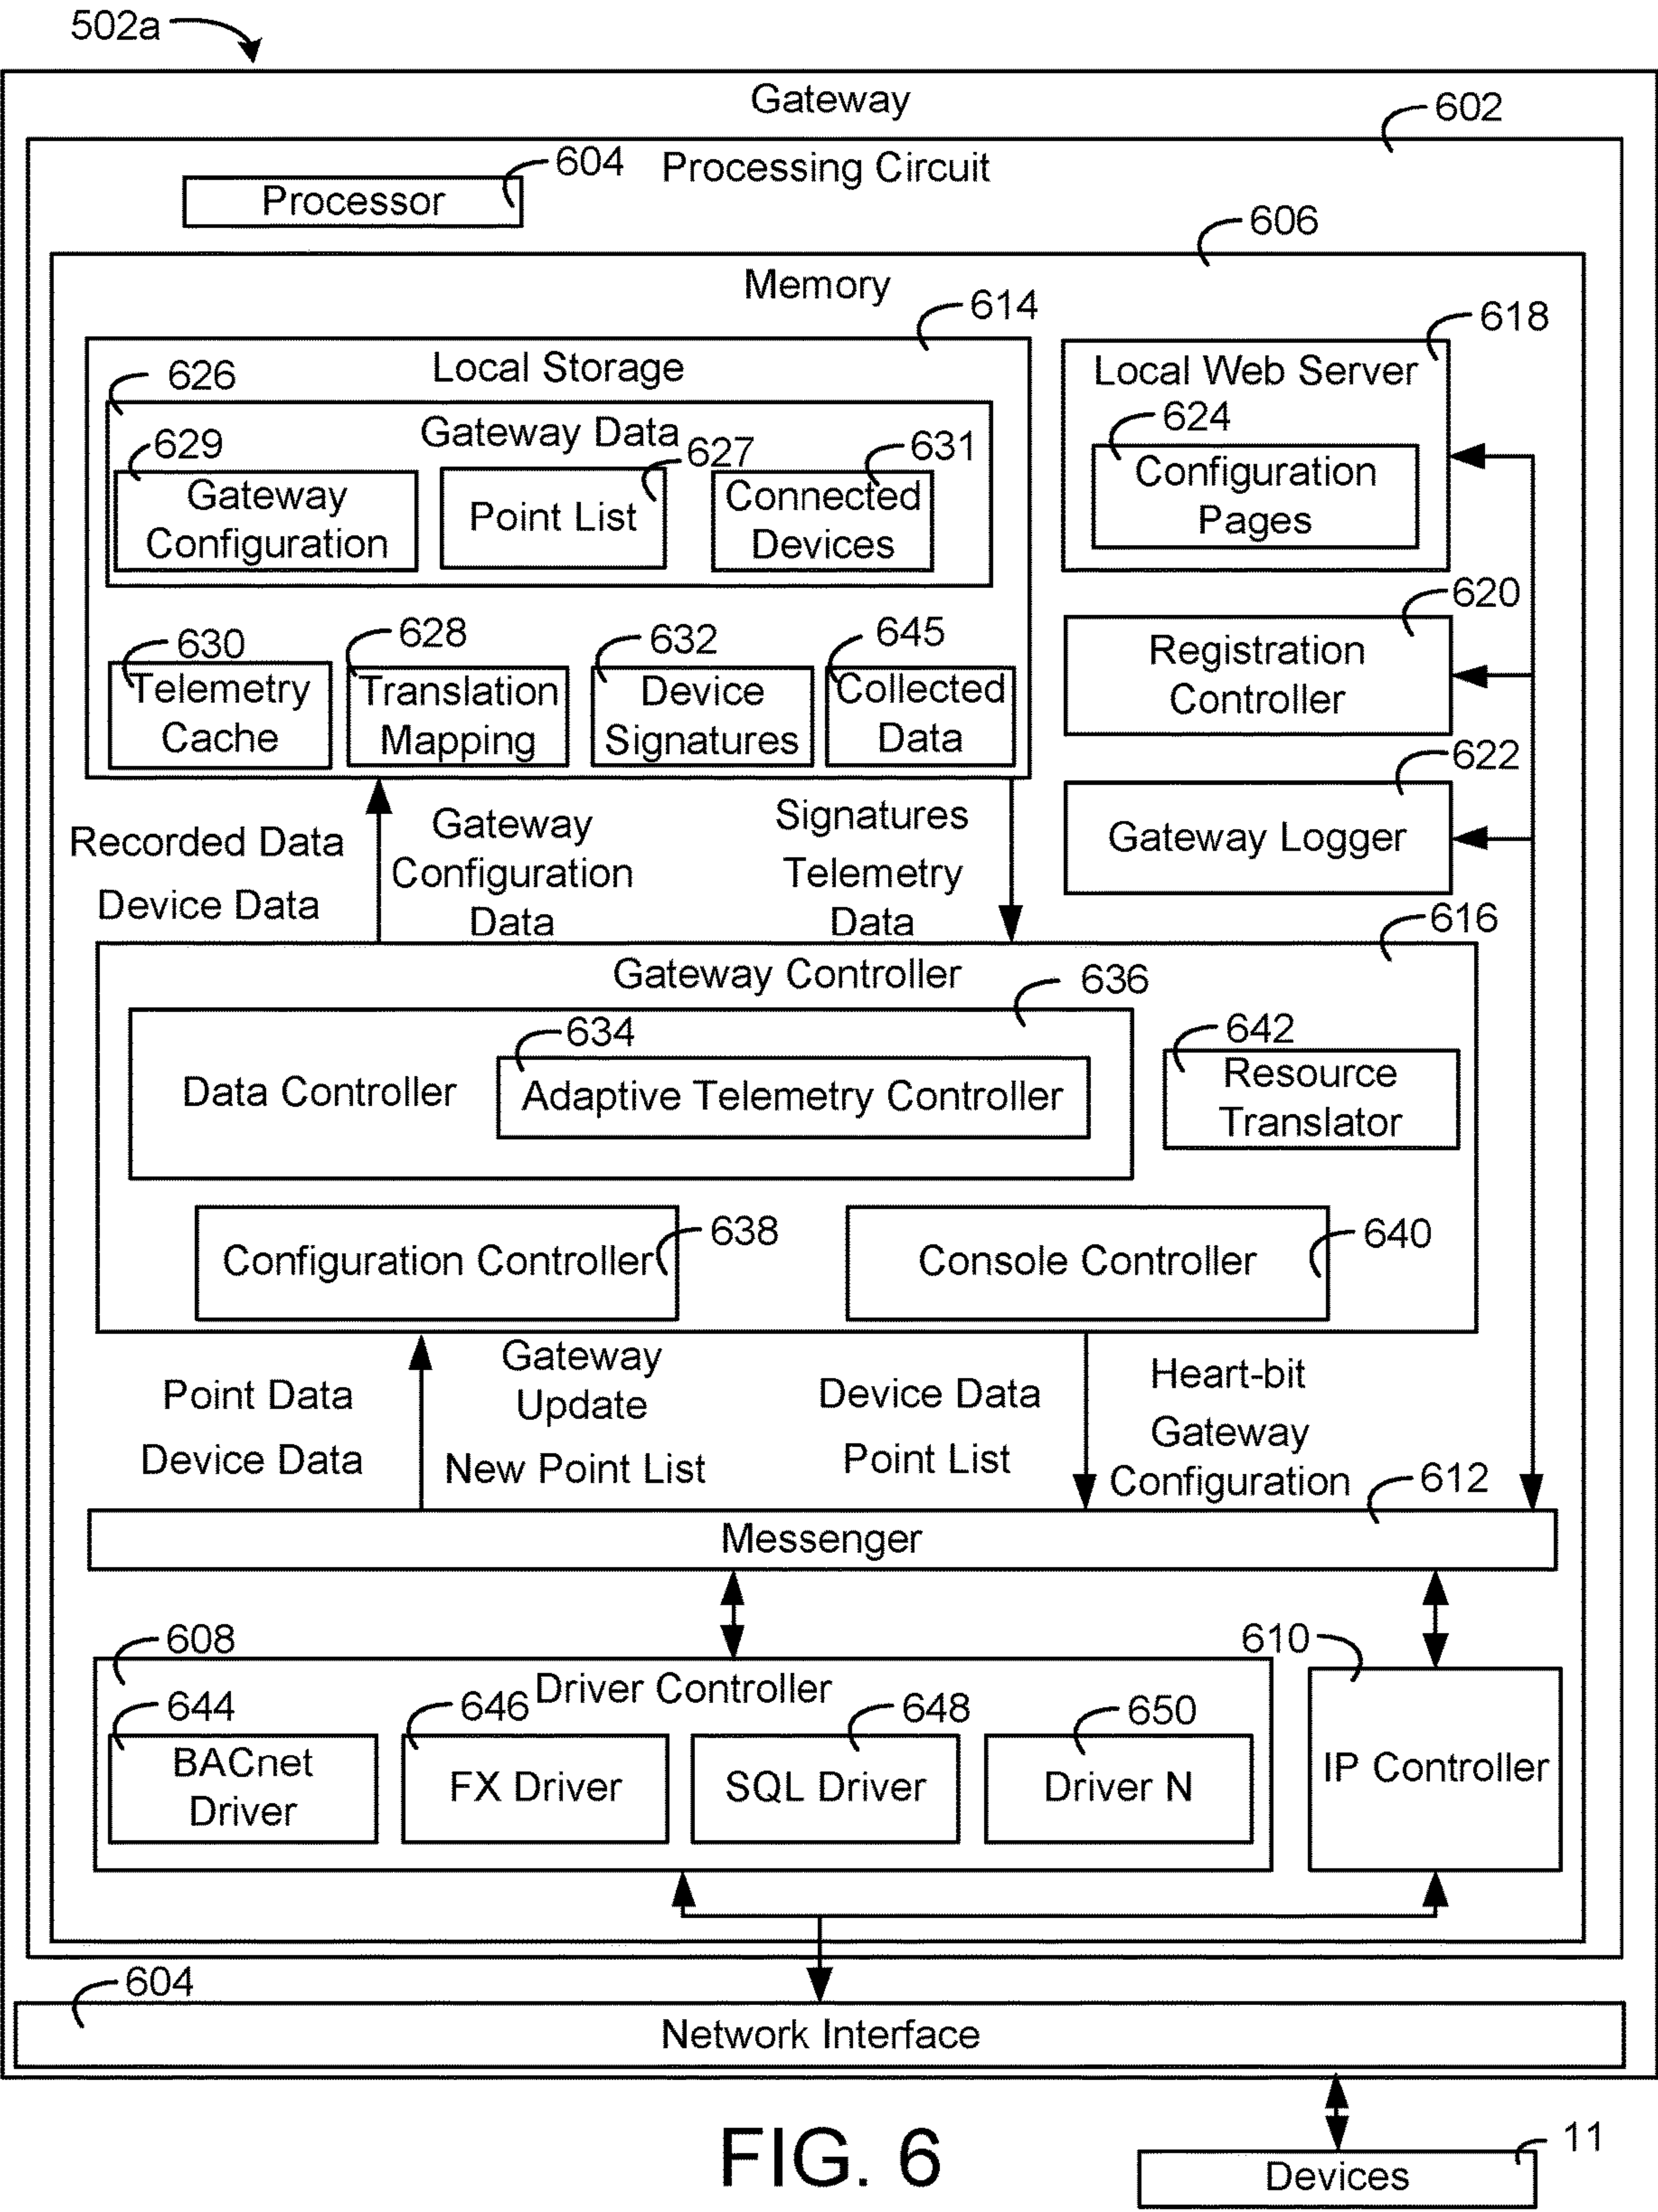 502a
Gateway
602
604
Processing Circuit
Processor
606
Memory
614
618
Local Storage
Local Web Server
626
624
Gateway Data
629
627
631
Configuration
Pages
Gateway
Configuration
Point List
Connected
Devices
620
630
628
632
645
Registration
Controller
Telemetry
Cache
Translation
Mapping
Device
Signatures
Collected
Data
622
Recorded Data
Device Data
Gateway
Configuration
Data
Signatures
Telemetry
Data
Gateway Logger
616
Gateway Controller
636
634
642
Data Controller
Adaptive Telemetry Controller
Resource
Translator
638
640
Configuration Controller
Console Controller
Point Data
Device Data
Gateway
Update
New Point List
Device Data
Point List
Heart-bit
Gateway
Configuration
612
Messenger
608
610
Driver Controller
644
646
648
650
BACnet
Driver
FX Driver
SQL Driver
Driver N
IP Controller
604
Network Interface
FIG. 6
11
Devices